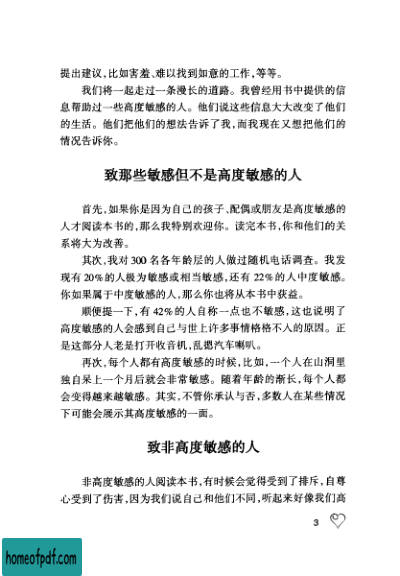 提出建议,比如害羞、难以找到如意的工作,等等。
我们将一起走过一条漫长的道路。我曾经用书中提供的信
息帮助过一些高度敏感的人。他们说这些信息大大改变了他们
的生活。他们把他们的想法告诉了我,而我现在又想把他们的
情况告诉你。
致那些敏感但不是高度敏感的人
首先,如果你是因为自己的孩子、配偶或朋友是高度敏感的
人才阅读本书的,那么我特别欢迎你。读完本书,你和他们的关
系将大为改善。
其次,我对300名各年龄层的人做过随机电话调查。我发
现有20%的人极为敏感或相当敏感,还有22%的人中度敏感。
你如果属于中度敏感的人,那么你也将从本书中获益。
顺便提一下,有42%的人自称一点也不敏感,这也说明了
高度敏感的人会感到自己与世上许多事情格格不入的原因。正
是这部分人老是打开收音机,乱摁汽车喇叭。
再次,每个人都有高度敏感的时候,比如,一个人在山洞里
独自呆上一个月后就会非常敏感。随着年龄的渐长,每个人都
会变得越来越敏感。其实,不管你承认与否,多数人在某些情况
下可能会展示其高度敏感的一面。
致非高度敏感的人
非高度敏感的人阅读本书,有时候会觉得受到了排斥,自尊
心受到了伤害,因为我们说自己和他们不同,听起来好像我们高
3
homeofpdf.com